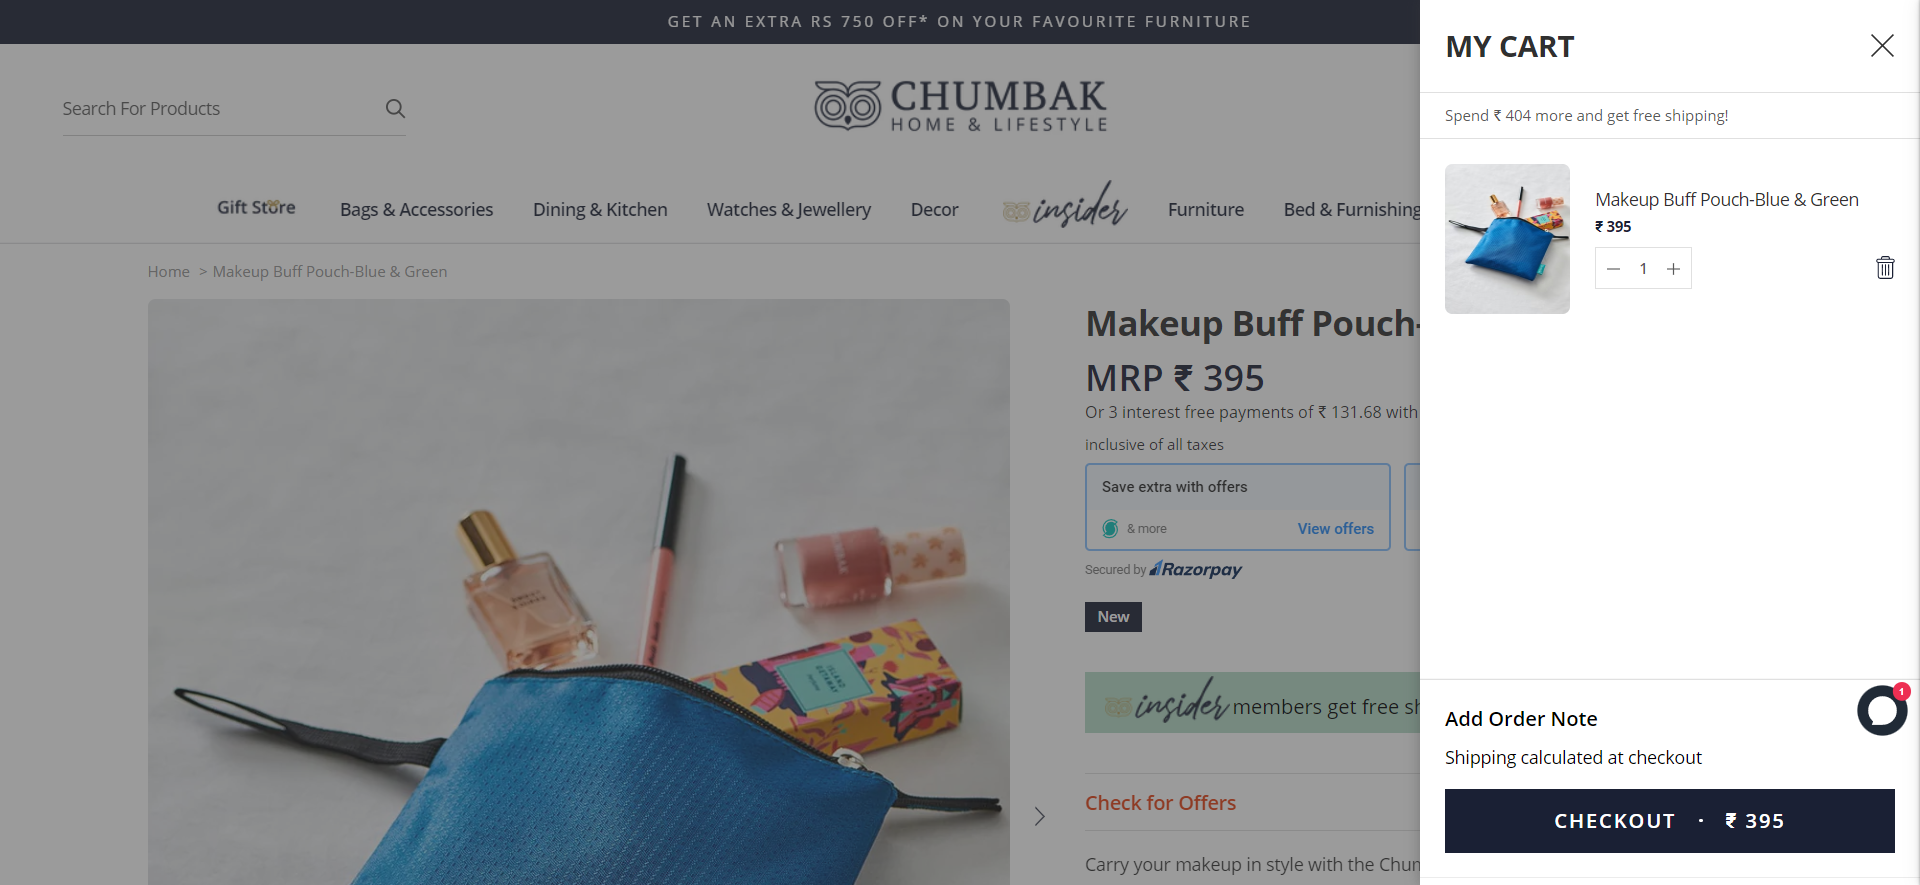 GET AN EXTRA RS 750 OFF* ON YOUR FAVOURITE FURNITURE
Search For Products
CHUMBAK
HOME & LIFESTYLE
Gift Store
Bags & Accessories
Dining & Kitchen
Watches & Jewellery
Decor
insider
Furniture
Bed & Furnishing
Home > Makeup Buff Pouch-Blue & Green
ISLAND
GETAWAY
Makeup Buff Pouch-
MRP ₹ 395
Or 3 interest free payments of ₹ 131.68 with
inclusive of all taxes
Save extra with offers
& more
View offers
Secured by Razorpay
New
insider members get free sh
Check for Offers
Carry your makeup in style with the Chum
MY CART
Spend ₹ 404 more and get free shipping!
Makeup Buff Pouch-Blue & Green
₹ 395
1
1
Add Order Note
Shipping calculated at checkout
CHECKOUT · ₹ 395